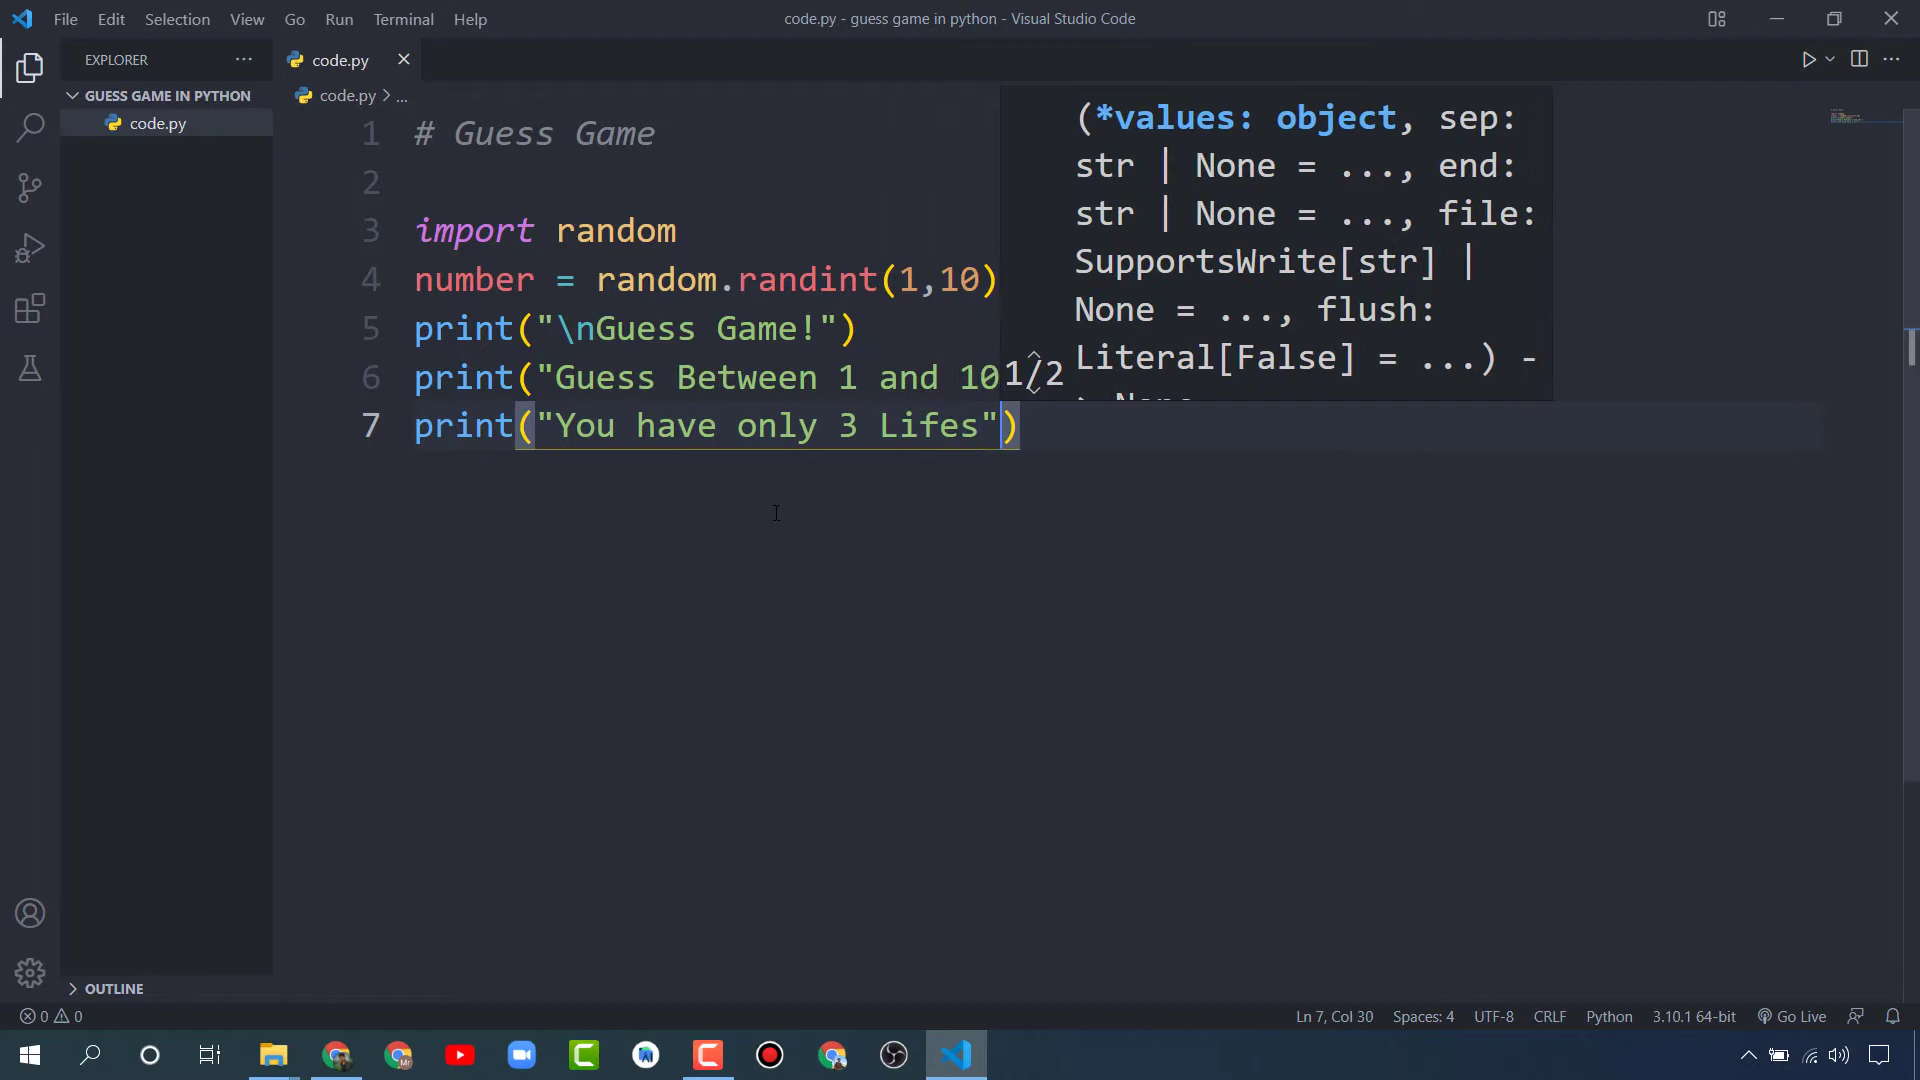 File Edit Selection View Go Run Terminal Help
code.py - guess game in python - Visual Studio Code
EXPLORER ...
GUESS GAME IN PYTHON
code.py
code.py
code.py > ...
1 # Guess Game
2
3 import random
4 number = random.randint(1,10)
5 print("\nGuess Game!")
6 print("Guess Between 1 and 10
7 print("You have only 3 Lifes")
1/2
(*values: object, sep:
str | None = ..., end:
str | None = ..., file:
SupportsWrite[str] |
None = ..., flush:
Literal[False] = ...) -
> None
OUTLINE
0 0
Ln 7, Col 30 Spaces: 4 UTF-8 CRLF Python 3.10.1 64-bit Go Live